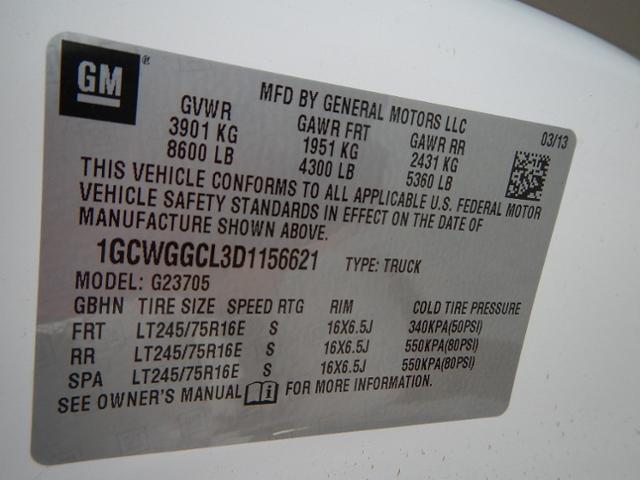 GM ®
MFD BY GENERAL MOTORS LLC
03/13
GVWR GAWR FRT GAWR RR
3901 KG 1951 KG 2431 KG
8600 LB 4300 LB 5360 LB
THIS VEHICLE CONFORMS TO ALL APPLICABLE U.S. FEDERAL MOTOR
VEHICLE SAFETY STANDARDS IN EFFECT ON THE DATE OF
MANUFACTURE SHOWN ABOVE.
1GCWGGCL3D1156621 TYPE: TRUCK
MODEL: G23705
GBHN TIRE SIZE SPEED RTG RIM COLD TIRE PRESSURE
FRT LT245/75R16E S 16X6.5J 340KPA(50PSI)
RR LT245/75R16E S 16X6.5J 550KPA(80PSI)
SPA LT245/75R16E S 16X6.5J 550KPA(80PSI)
SEE OWNER'S MANUAL FOR MORE INFORMATION.